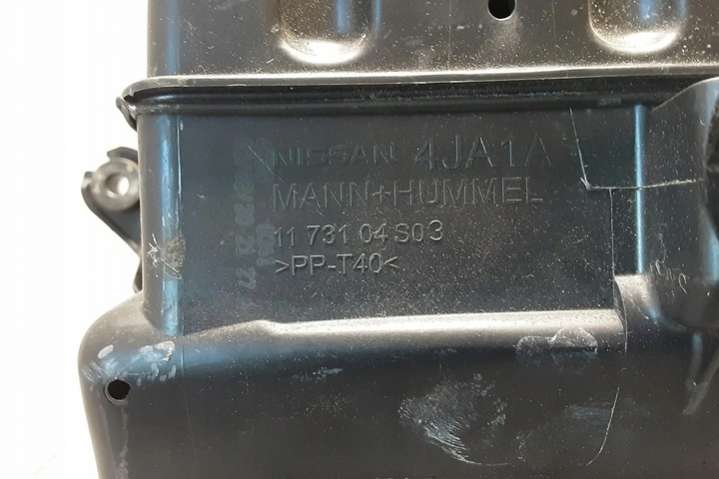 NISSAN 4JA1A
MANN+HUMMEL
11 731 04 S03
>PP-T40<